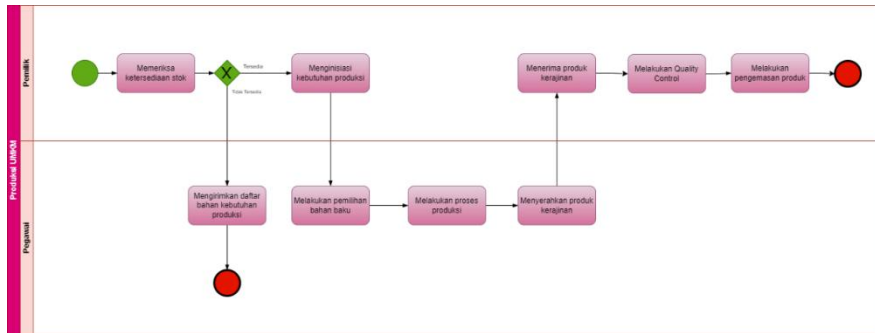 Produksi UMKM
Pemilik
Memeriksa
ketersediaan stok
X
Tersedia
Tidak Tersedia
Menginisiasi
kebutuhan produksi
Menerima produk
kerajinan
Melakukan Quality
Control
Melakukan
pengemasan produk
Pegawai
Mengirimkan daftar
bahan kebutuhan
produksi
Melakukan pemilihan
bahan baku
Melakukan proses
produksi
Menyerahkan produk
kerajinan